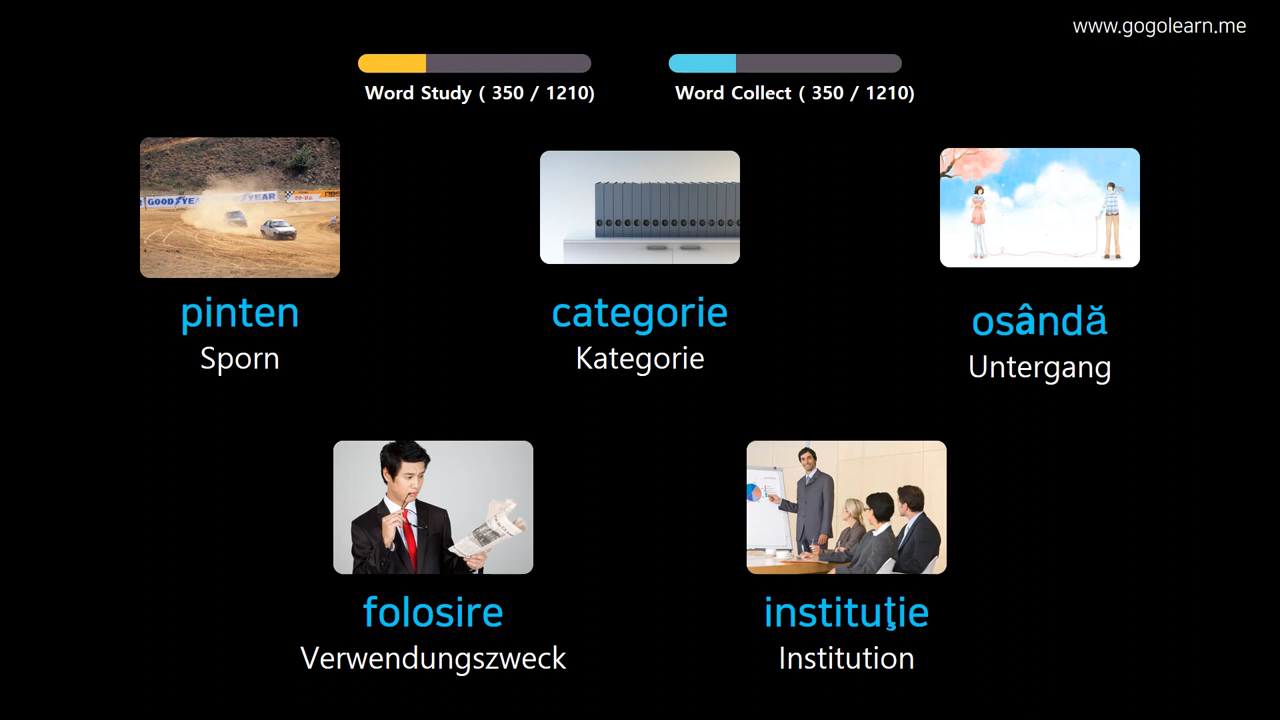 www.gogolearn.me
Word Study ( 350 / 1210)
Word Collect ( 350 / 1210)
GOODYEAR
pinten
Sporn
categorie
Kategorie
osândă
Untergang
folosire
Verwendungszweck
instituţie
Institution